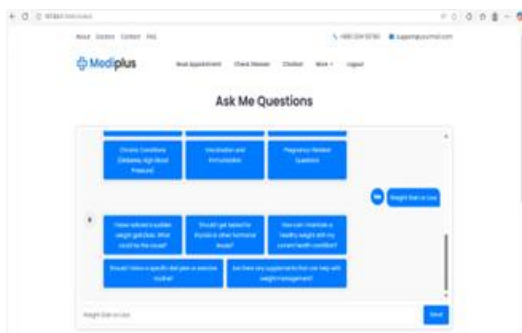 About Doctors Contact FAQ
support@yourmail.com
Mediplus
Book Appointment Check Disease Chatbot More Logout
Ask Me Questions
Chronic Conditions
(Diabetes, High Blood
Pressure)
Vaccination and
Immunization
Pregnancy-Related
Questions
Weight Gain or Loss
I have noticed a sudden
weight gain/loss. What
could be the cause?
Should I get tested for
thyroid or other hormonal
issues?
How can I maintain a
healthy weight with my
current health condition?
Should I follow a specific diet plan or exercise
routine?
Are there any supplements that can help with
weight management?
Weight Gain or Loss
Send